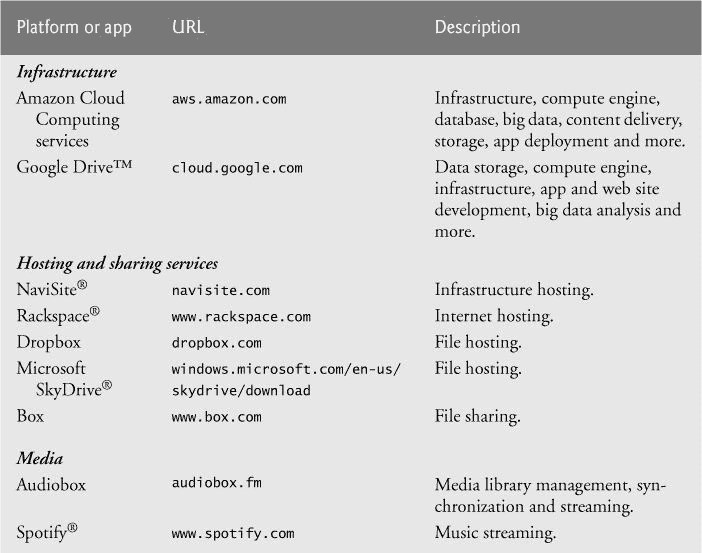 Platform or app URL Description
Infrastructure
Amazon Cloud aws.amazon.com Infrastructure, compute engine,
Computing database, big data, content delivery,
services storage, app deployment and more.
Google Drive™ cloud.google.com Data storage, compute engine,
infrastructure, app and web site
development, big data analysis and
more.
Hosting and sharing services
NaviSite® navisite.com Infrastructure hosting.
Rackspace® www.rackspace.com Internet hosting.
Dropbox dropbox.com File hosting.
Microsoft windows.microsoft.com/en-us/ File hosting.
SkyDrive® skydrive/download
Box www.box.com File sharing.
Media
Audiobox audiobox.fm Media library management, syn-
chronization and streaming.
Spotify® www.spotify.com Music streaming.